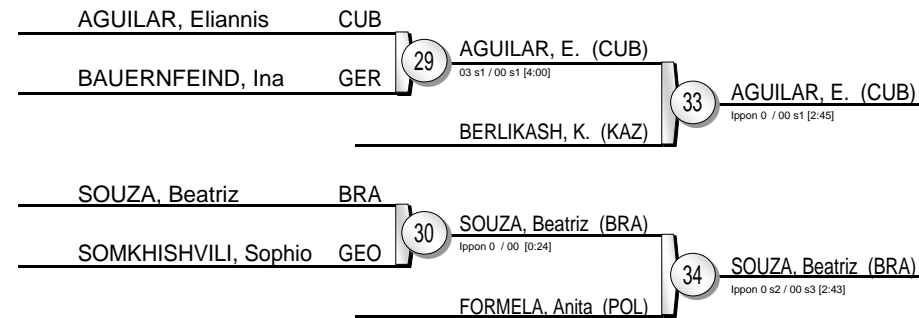 AGUILAR, Eliannis CUB
BAUERNFEIND, Ina GER
29
AGUILAR, E. (CUB)
03 s1 / 00 s1 [4:00]
BERLIKASH, K. (KAZ)
33
AGUILAR, E. (CUB)
Ippon 0 / 00 s1 [2:45]
SOUZA, Beatriz BRA
SOMKHISHVILI, Sophio GEO
30
SOUZA, Beatriz (BRA)
Ippon 0 / 00 [0:24]
FORMELA, Anita (POL)
34
SOUZA, Beatriz (BRA)
Ippon 0 s2 / 00 s3 [2:43]